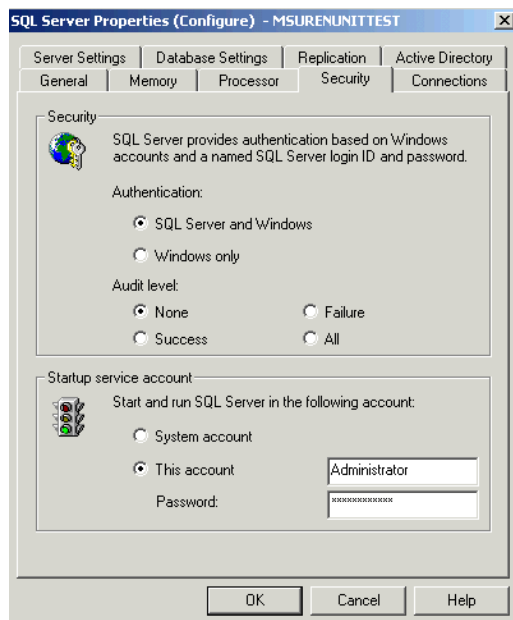 SQL Server Properties (Configure) - MSURENUNITTEST
Server Settings Database Settings Replication Active Directory
General Memory Processor Security Connections
Security
SQL Server provides authentication based on Windows
accounts and a named SQL Server login ID and password.
Authentication:
SQL Server and Windows
Windows only
Audit level:
None Failure
Success All
Startup service account
Start and run SQL Server in the following account:
System account
This account Administrator
Password: ************
OK Cancel Help